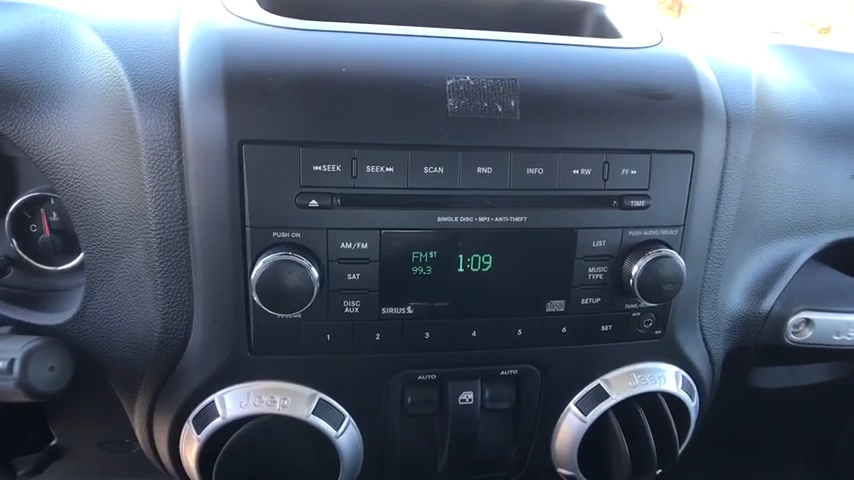 ⏮SEEK SEEK⏭ SCAN RND INFO ◀◀RW FF▶▶
TIME
SINGLE DISC • MP3 • ANTI-THEFT
PUSH ON
PUSH AUDIO/SELECT
AM/FM
LIST
FM ST
1:09
99.3
SAT
MUSIC
TYPE
DISC
AUX
SETUP
SIRIUS
1 2 3 4 5 6 SET
AUX
AUTO AUTO
Jeep Jeep
C